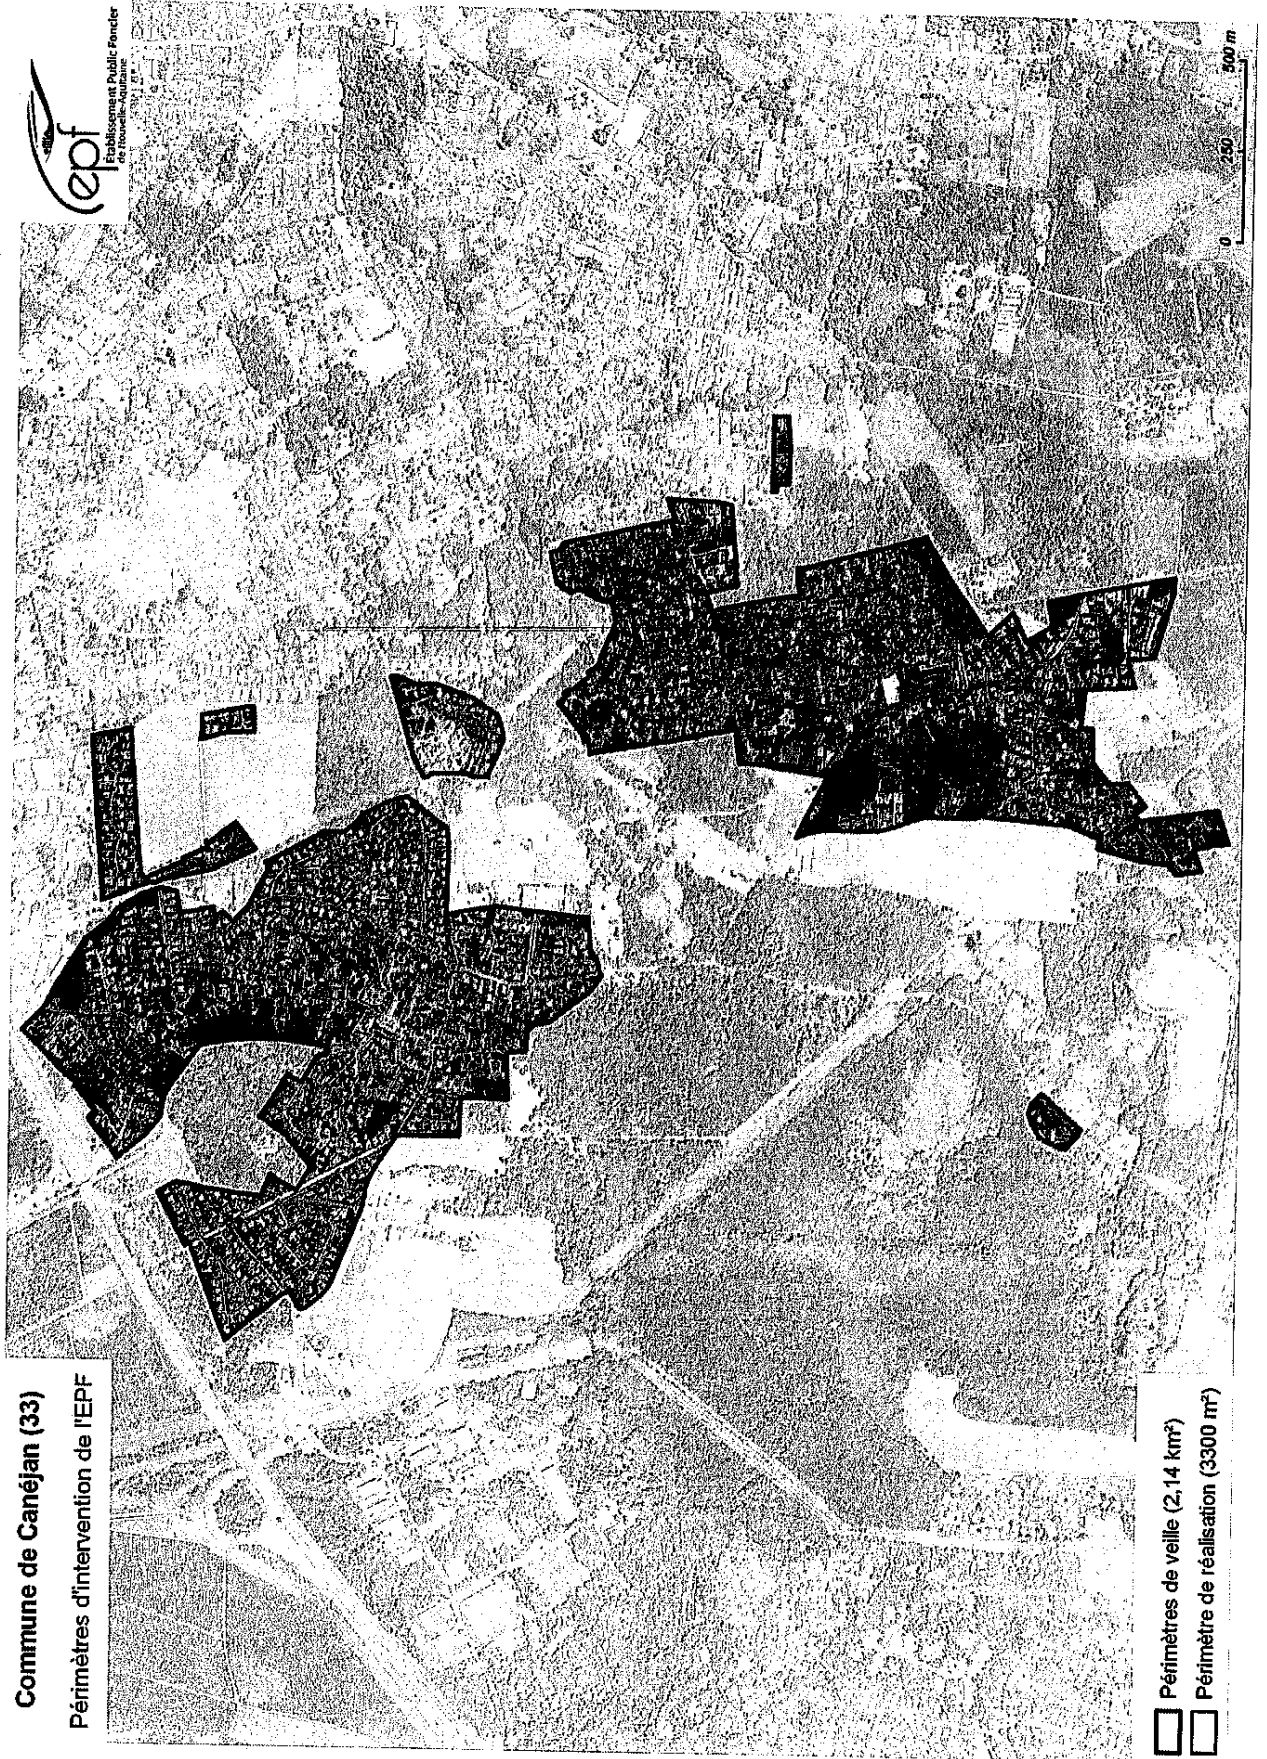 Commune de Canéjan (33)
Périmètres d'intervention de l'EPF
epf
Etablissement Public Foncier
de Nouvelle-Aquitaine
Périmètres de veille (2,14 km²)
Périmètre de réalisation (3300 m²)
0 250 500 m